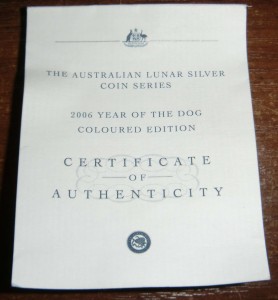 THE AUSTRALIAN LUNAR SILVER
COIN SERIES
2006 YEAR OF THE DOG
COLOURED EDITION
CERTIFICATE
OF
AUTHENTICITY